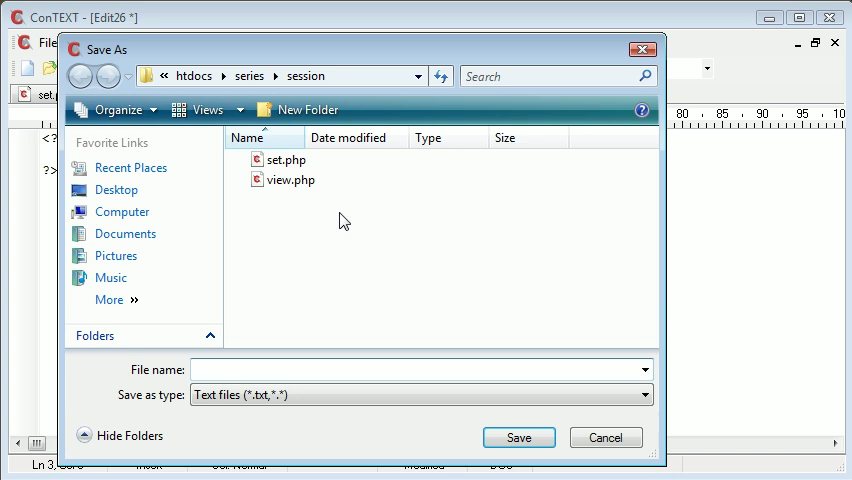 ConTEXT - [Edit26 *]
File
Save As
« htdocs series session
Search
set.p
Organize Views New Folder
80 85 90 95 10
Name Date modified Type Size
<?
Favorite Links
set.php
?>
Recent Places
view.php
Desktop
Computer
Documents
Pictures
Music
More »
Folders
File name:
Save as type: Text files (*.txt,*.*)
Hide Folders
Save Cancel